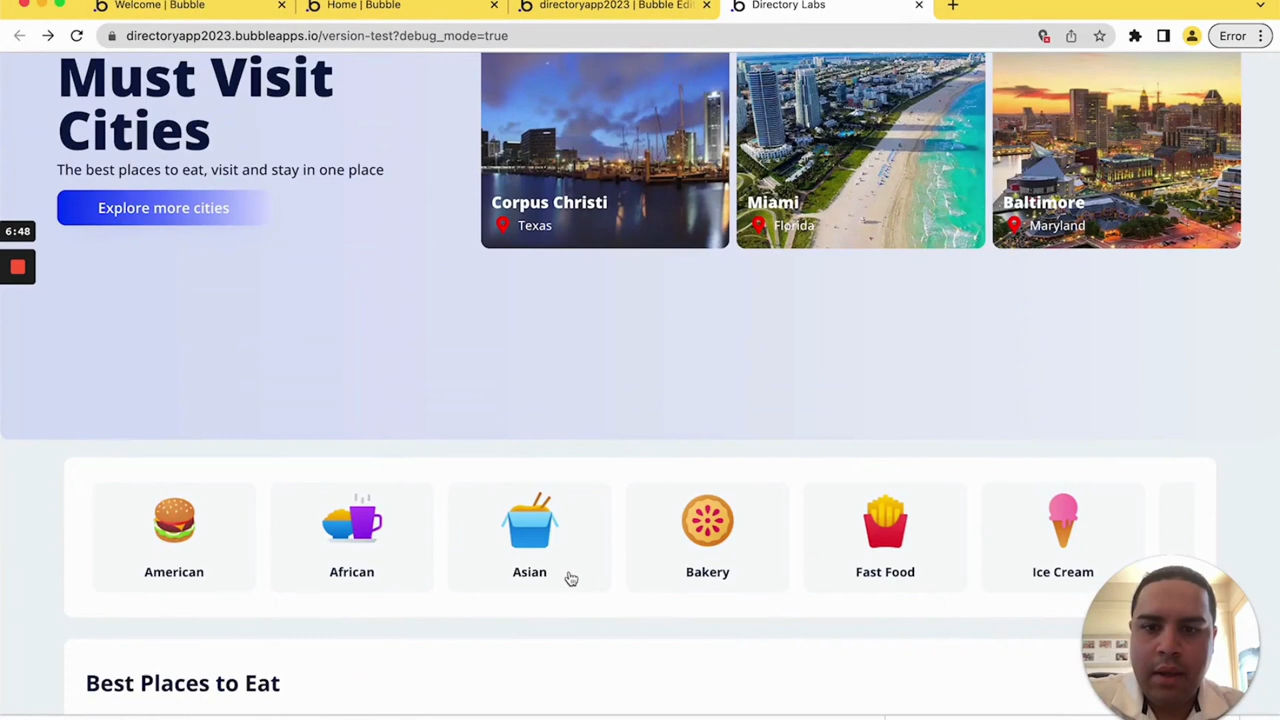 Welcome | Bubble
Home | Bubble
directoryapp2023 | Bubble Edi
Directory Labs
directoryapp2023.bubbleapps.io/version-test?debug_mode=true
Error
Must Visit
Cities
The best places to eat, visit and stay in one place
Explore more cities
Corpus Christi
Texas
Miami
Florida
Baltimore
Maryland
6:48
American
African
Asian
Bakery
Fast Food
Ice Cream
Best Places to Eat